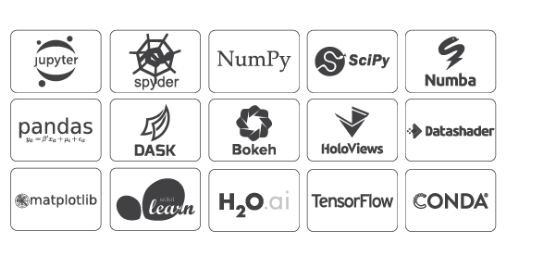 jupyter
spyder
NumPy
SciPy
Numba
pandas
DASK
Bokeh
HoloViews
Datashader
matplotlib
learn
H2O.ai
TensorFlow
CONDA